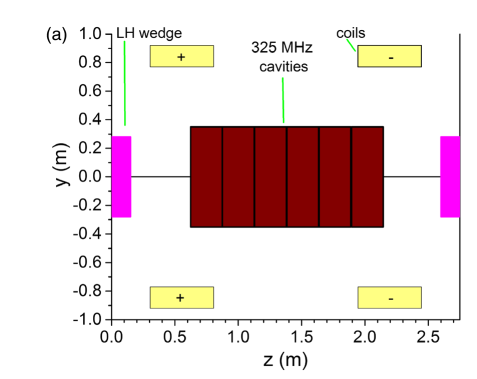 (a)
LH wedge
coils
325 MHz
cavities
+
-
1.0
0.8
0.6
0.4
0.2
0.0
-0.2
-0.4
-0.6
-0.8
-1.0
y (m)
+
-
0.0 0.5 1.0 1.5 2.0 2.5
z (m)